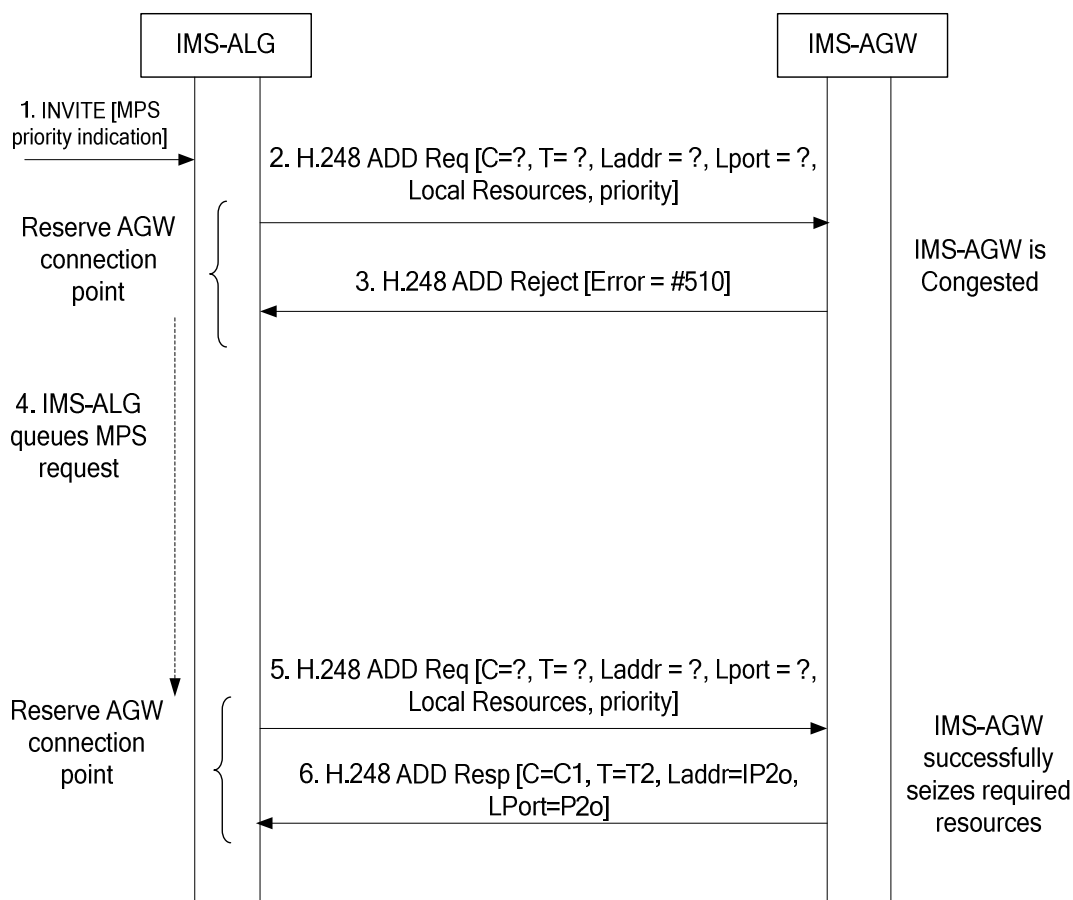 IMS-ALG
IMS-AGW
1. INVITE [MPS
priority indication]
2. H.248 ADD Req [C=?, T= ?, Laddr = ?, Lport = ?,
Local Resources, priority]
Reserve AGW
connection
point
IMS-AGW is
Congested
3. H.248 ADD Reject [Error = #510]
4. IMS-ALG
queues MPS
request
5. H.248 ADD Req [C=?, T= ?, Laddr = ?, Lport = ?,
Local Resources, priority]
Reserve AGW
connection
point
IMS-AGW
successfully
seizes required
resources
6. H.248 ADD Resp [C=C1, T=T2, Laddr=IP2o,
LPort=P2o]